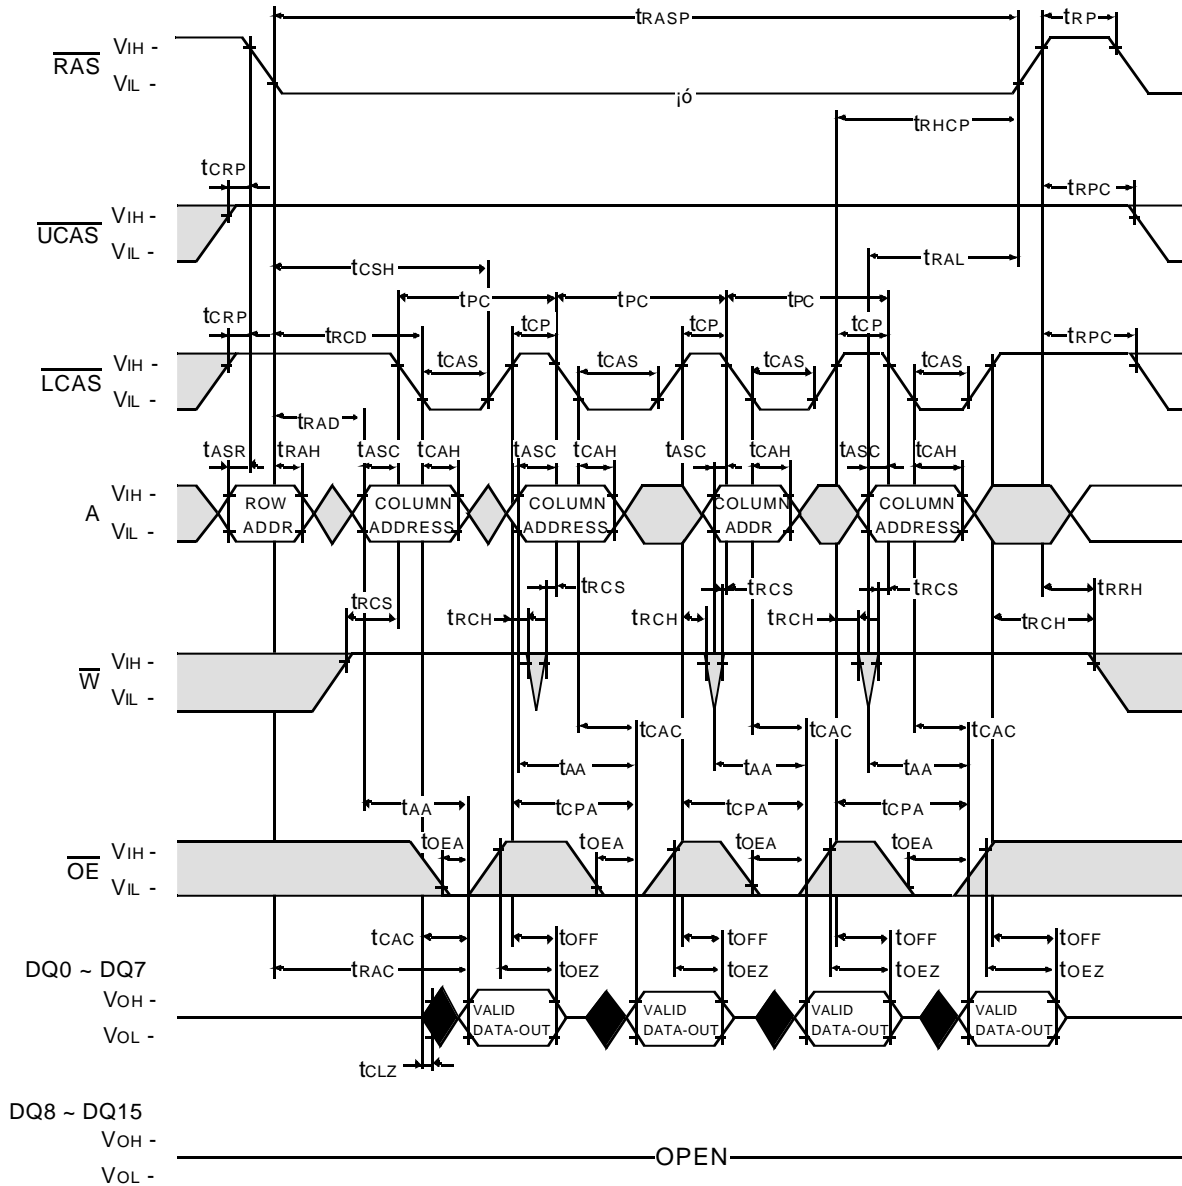 tRASP tRP
RAS VIH -
VIL -
¡ó
tRHCP
tCRP tRPC
UCAS VIH -
VIL -
tCSH tRAL
tPC tPC tPC
tCRP tRCD tCP tCP tCP tRPC
LCAS VIH -
VIL -
tCAS tCAS tCAS tCAS
tRAD
tASR tRAH tASC tCAH tASC tCAH tASC tCAH tASC tCAH
A VIH -
VIL -
ROW COLUMN COLUMN COLUMN COLUMN
ADDR ADDRESS ADDRESS ADDR ADDRESS
tRCS tRCS tRCS tRCS tRRH
tRCH tRCH tRCH tRCH
W VIH -
VIL -
tCAC tCAC tCAC
tAA tAA tAA
tAA tCPA tCPA tCPA
tOEA tOEA tOEA tOEA
OE VIH -
VIL -
tCAC tOFF tOFF tOFF tOFF
DQ0 ~ DQ7 tRAC tOEZ tOEZ tOEZ tOEZ
VOH -
VOL -
VALID VALID VALID VALID
DATA-OUT DATA-OUT DATA-OUT DATA-OUT
tCLZ
DQ8 ~ DQ15
VOH -
OPEN
VOL -